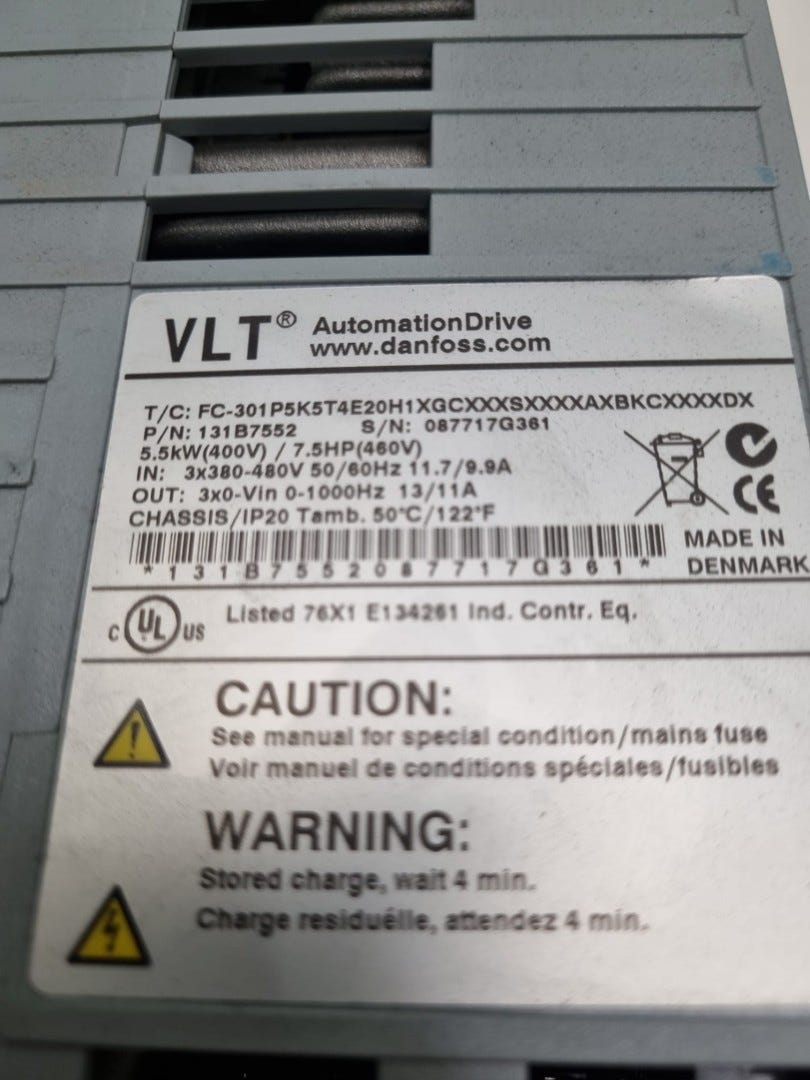 VLT® AutomationDrive
www.danfoss.com
T/C: FC-301P5K5T4E20H1XGCXXXSXXXXAXBKCXXXXDX
P/N: 131B7552 S/N: 087717G361
5.5kW(400V) / 7.5HP(460V)
IN: 3x380-480V 50/60Hz 11.7/9.9A
OUT: 3x0-Vin 0-1000Hz 13/11A
CHASSIS/IP20 Tamb. 50°C/122°F
CE
*131B7552087717G361*
MADE IN
DENMARK
C UL US Listed 76X1 E134261 Ind. Contr. Eq.
CAUTION:
See manual for special condition/mains fuse
Voir manuel de conditions spéciales/fusibles
WARNING:
Stored charge, wait 4 min.
Charge residuélle, attendez 4 min.